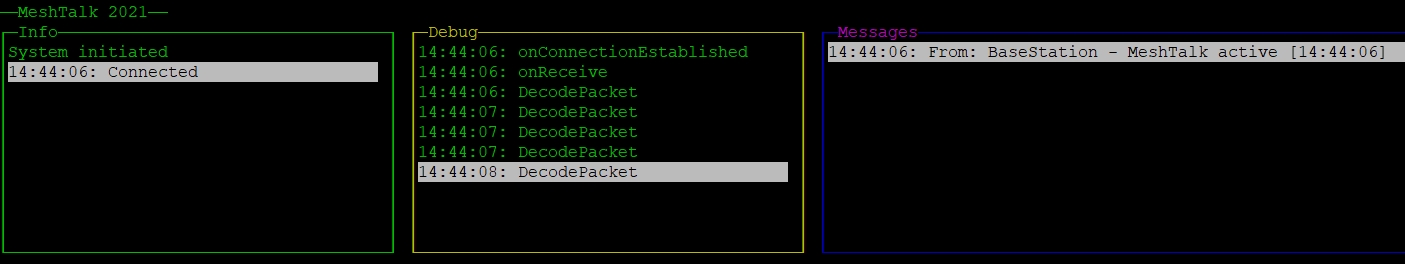 MeshTalk 2021
Info
System initiated
14:44:06: Connected
Debug
14:44:06: onConnectionEstablished
14:44:06: onReceive
14:44:06: DecodePacket
14:44:07: DecodePacket
14:44:07: DecodePacket
14:44:07: DecodePacket
14:44:08: DecodePacket
Messages
14:44:06: From: BaseStation - MeshTalk active [14:44:06]